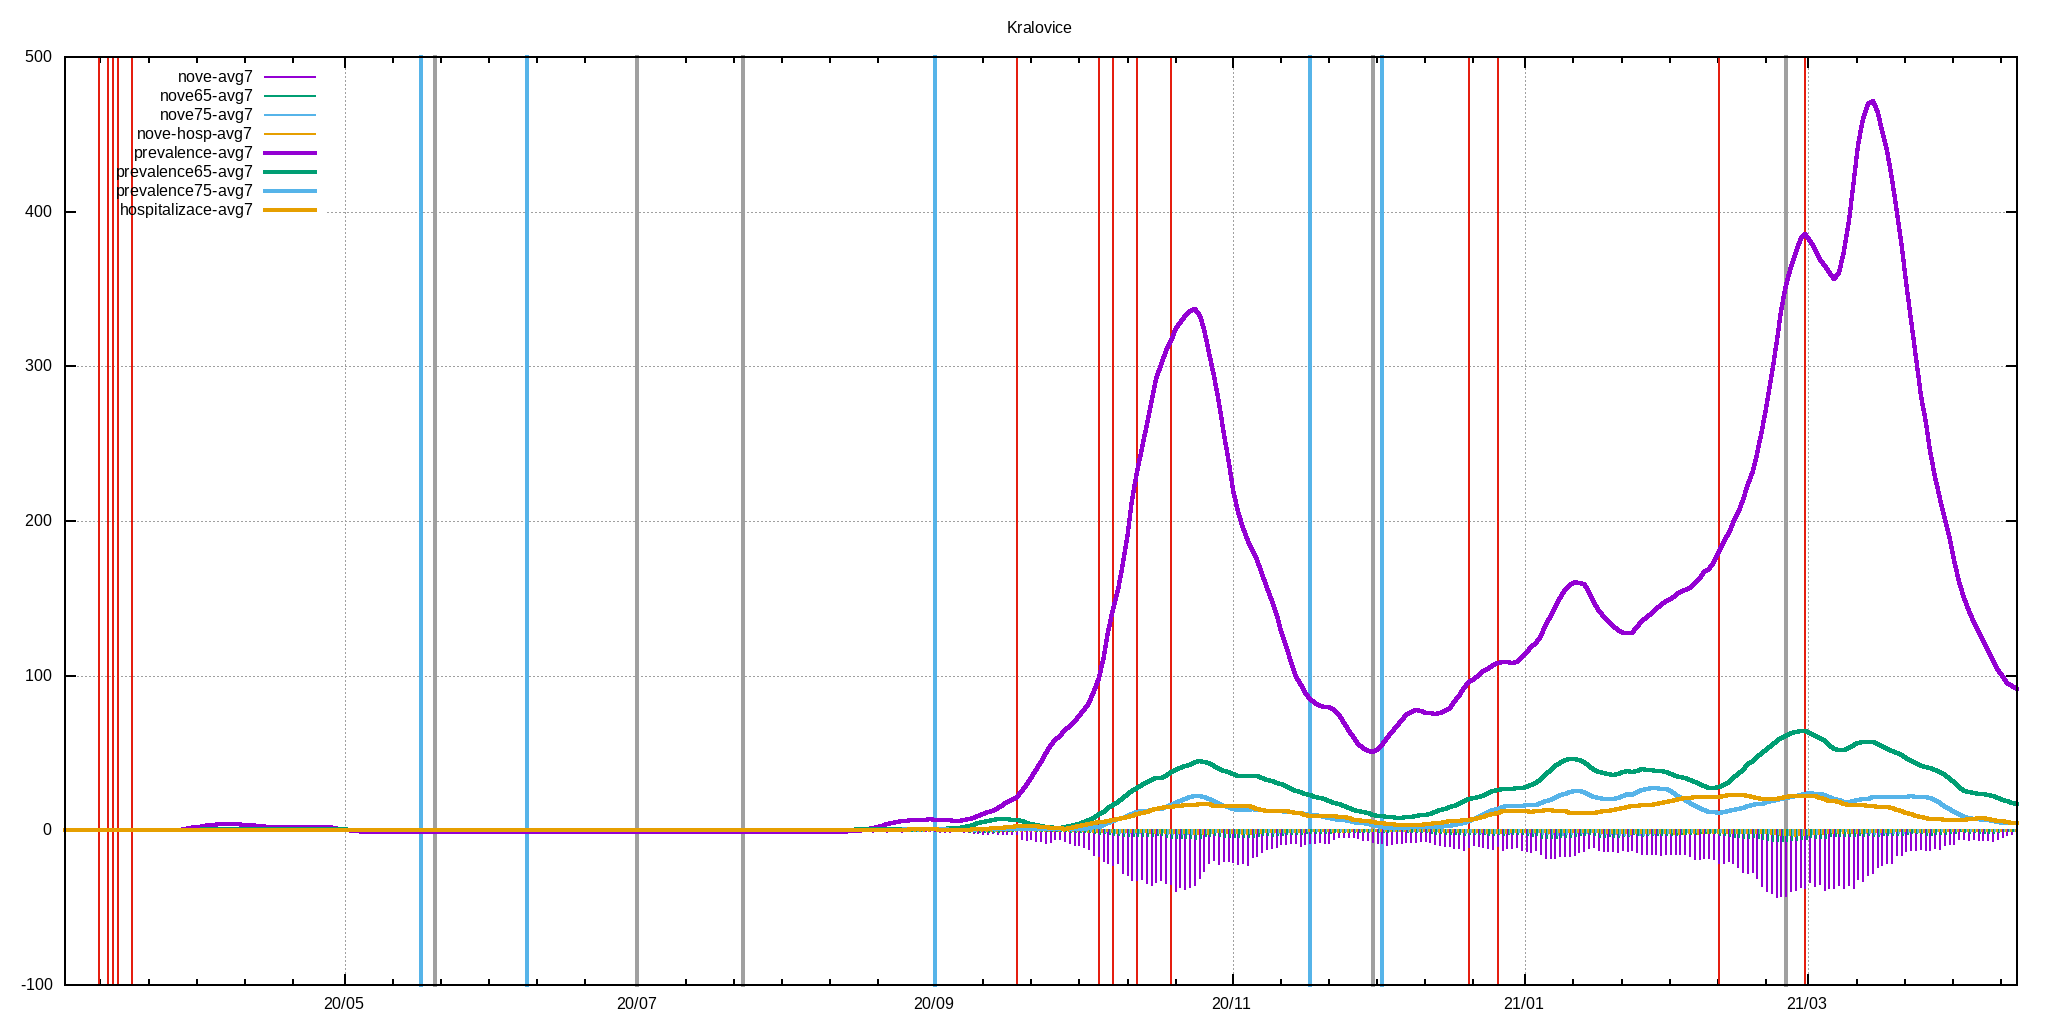 Kralovice
500
400
300
200
100
0
-100
nove-avg7
nove65-avg7
nove75-avg7
nove-hosp-avg7
prevalence-avg7
prevalence65-avg7
prevalence75-avg7
hospitalizace-avg7
20/05 20/07 20/09 20/11 21/01 21/03